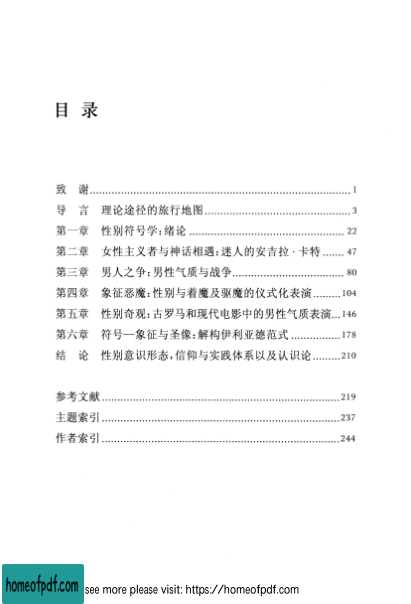 目 录
致 谢 1
导 言 理论途径的旅行地图 3
第一章 性别符号学:绪论 22
第二章 女性主义者与神话相遇:迷人的安吉拉·卡特 47
第三章 男人之争:男性气质与战争 80
第四章 象征恶魔:性别与着魔及驱魔的仪式化表演 104
第五章 性别奇观:古罗马和现代电影中的男性气质表演 146
第六章 符号—象征与圣像:解构伊利亚德范式 178
结 论 性别意识形态,信仰与实践体系以及认识论 210
参考文献 219
主题索引 237
作者索引 244
homeofpdf.com see more please visit: https://homeofpdf.com